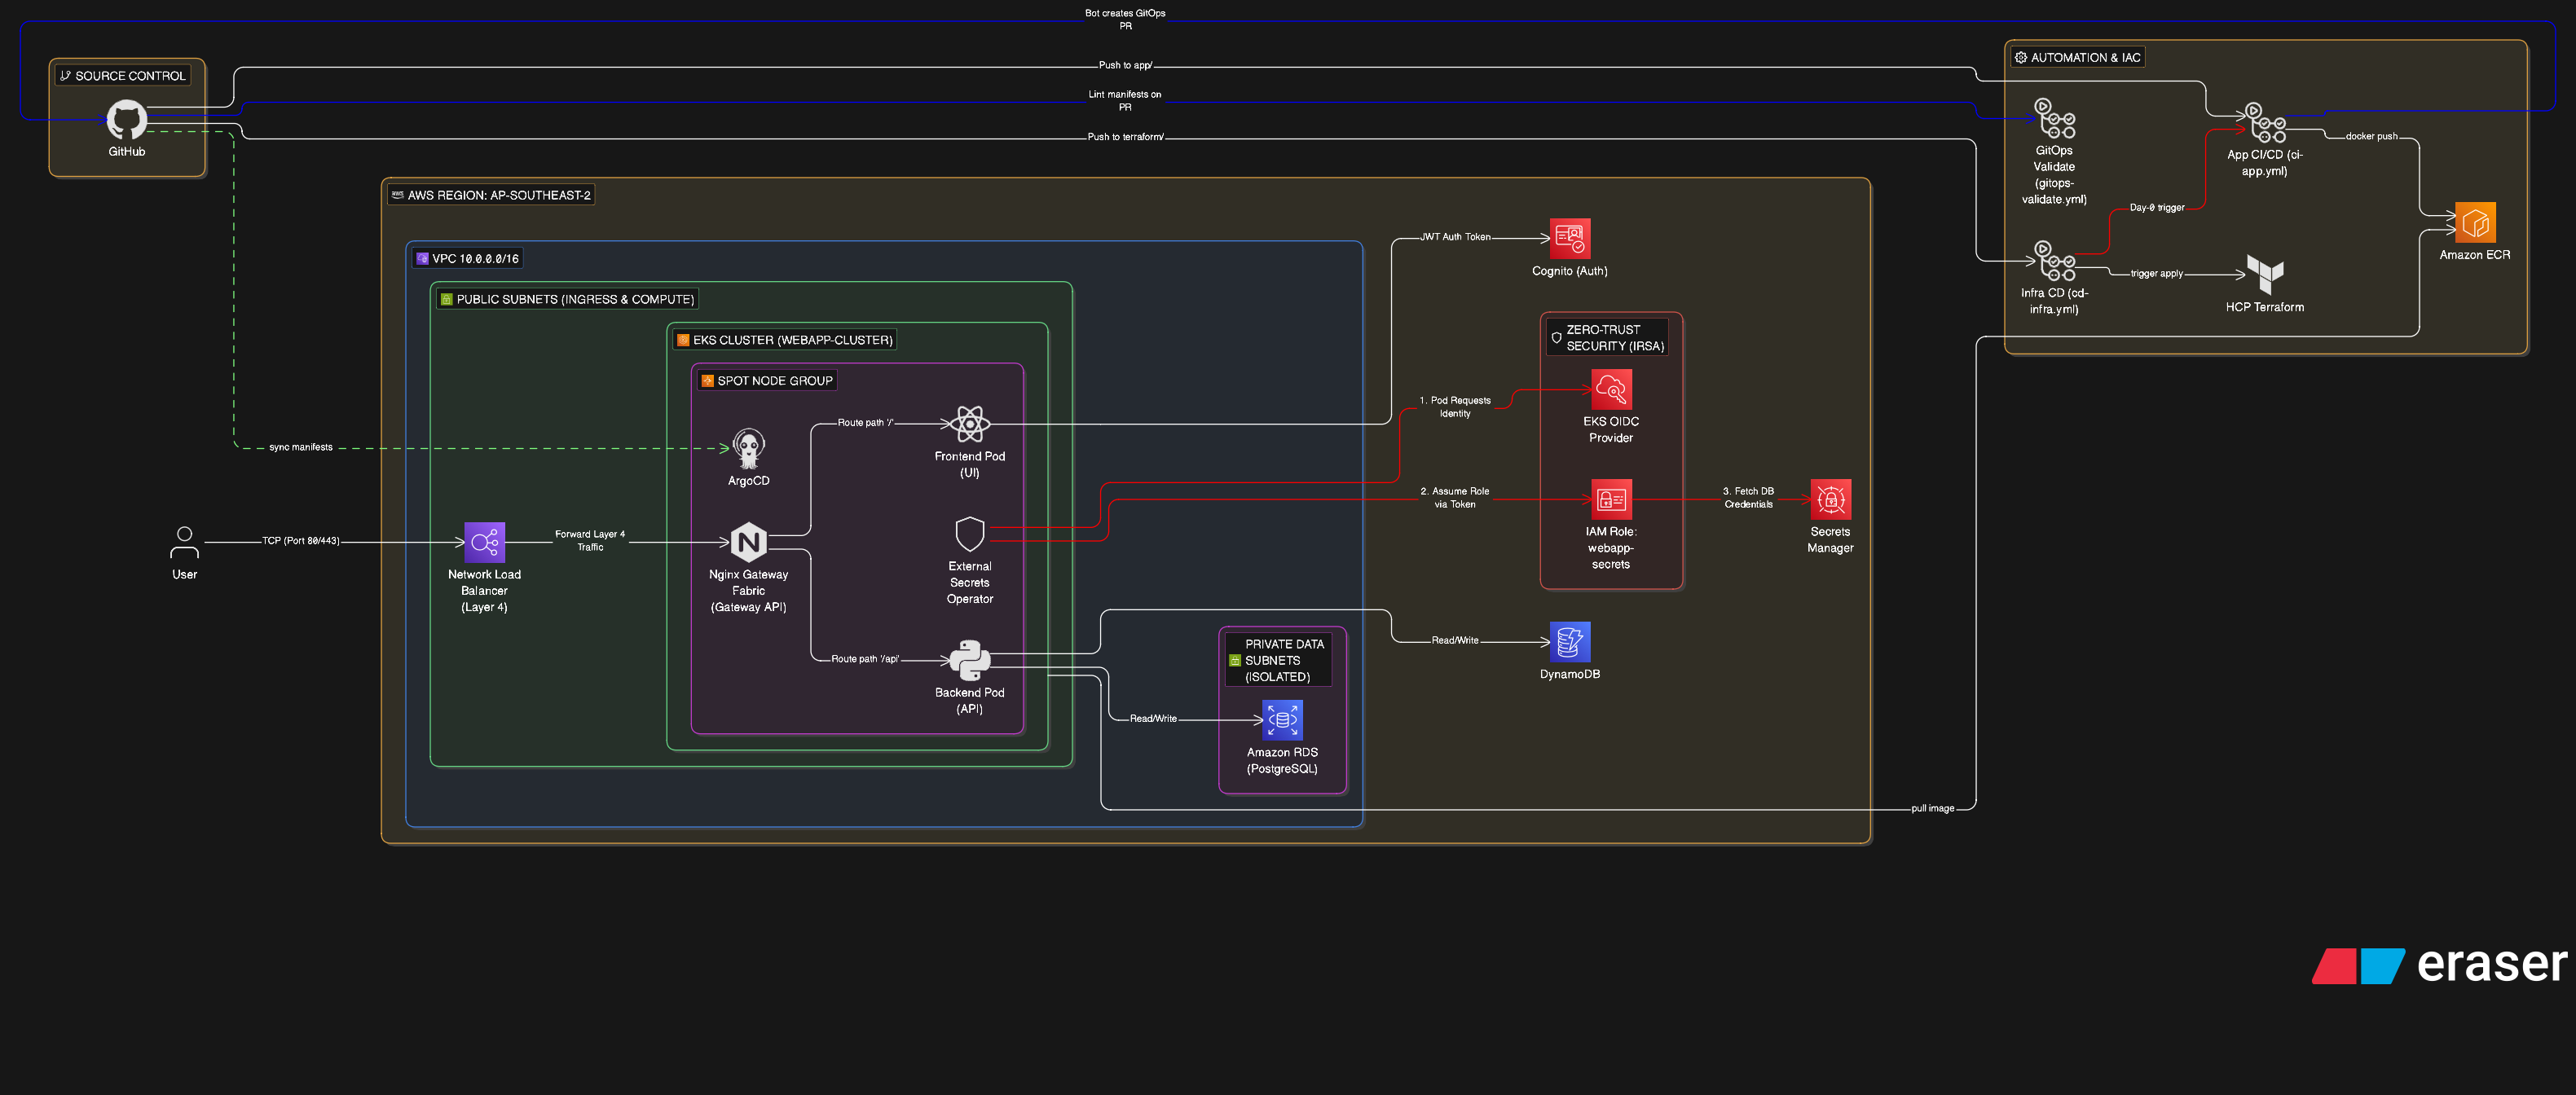 Bot creates GitOps
PR
Push to app/
Lint manifests on
PR
Push to terraform/
SOURCE CONTROL
GitHub
AUTOMATION & IAC
GitOps
Validate
(gitops-
validate.yml)
App CI/CD (ci-
app.yml)
docker push
Day-0 trigger
Amazon ECR
Infra CD (cd-
infra.yml)
trigger apply
HCP Terraform
AWS REGION: AP-SOUTHEAST-2
VPC 10.0.0.0/16
PUBLIC SUBNETS (INGRESS & COMPUTE)
EKS CLUSTER (WEBAPP-CLUSTER)
SPOT NODE GROUP
JWT Auth Token
Cognito (Auth)
ZERO-TRUST
SECURITY (IRSA)
1. Pod Requests
Identity
EKS OIDC
Provider
Route path '/'
Frontend Pod
(UI)
sync manifests
ArgoCD
2. Assume Role
via Token
IAM Role:
webapp-
secrets
3. Fetch DB
Credentials
Secrets
Manager
User
TCP (Port 80/443)
Network Load
Balancer
(Layer 4)
Forward Layer 4
Traffic
Nginx Gateway
Fabric
(Gateway API)
External
Secrets
Operator
Route path '/api'
Backend Pod
(API)
Read/Write
DynamoDB
PRIVATE DATA
SUBNETS
(ISOLATED)
Read/Write
Amazon RDS
(PostgreSQL)
pull image
eraser